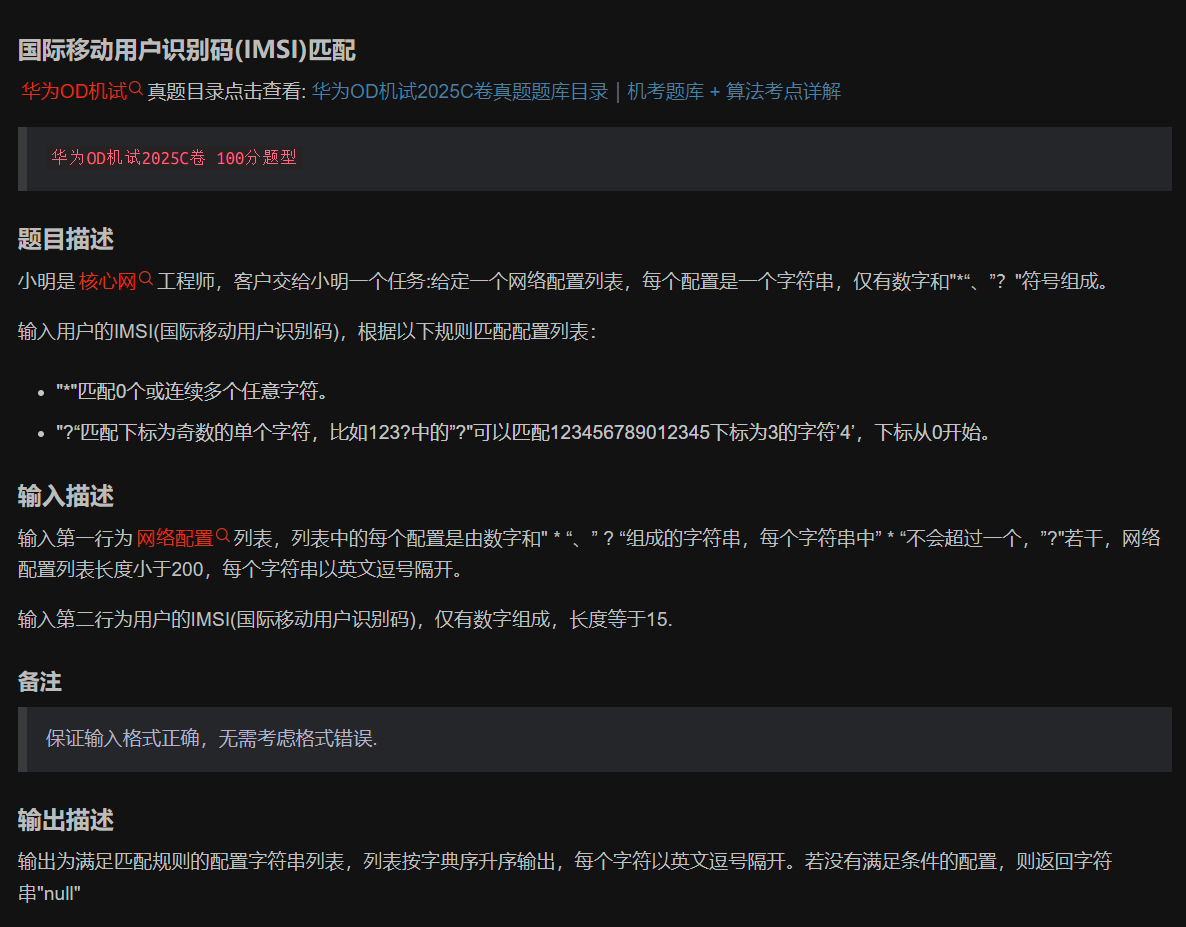 国际移动用户识别码(IMSI)匹配
华为OD机试 真题目录点击查看: 华为OD机试2025C卷真题题库目录｜机考题库 + 算法考点详解
华为OD机试2025C卷 100分题型
题目描述
小明是 核心网 工程师，客户交给小明一个任务:给定一个网络配置列表，每个配置是一个字符串，仅有数字和"*“、”? "符号组成。
输入用户的IMSI(国际移动用户识别码)，根据以下规则匹配配置列表：
"*"匹配0个或连续多个任意字符。
"?“匹配下标为奇数的单个字符，比如123?中的”?"可以匹配123456789012345下标为3的字符’4’，下标从0开始。
输入描述
输入第一行为 网络配置 列表，列表中的每个配置是由数字和" * “、” ? “组成的字符串，每个字符串中” * “不会超过一个，”?"若干，网络
配置列表长度小于200，每个字符串以英文逗号隔开。
输入第二行为用户的IMSI(国际移动用户识别码)，仅有数字组成，长度等于15.
备注
保证输入格式正确，无需考虑格式错误.
输出描述
输出为满足匹配规则的配置字符串列表，列表按字典序升序输出，每个字符以英文逗号隔开。若没有满足条件的配置，则返回字符
串"null"